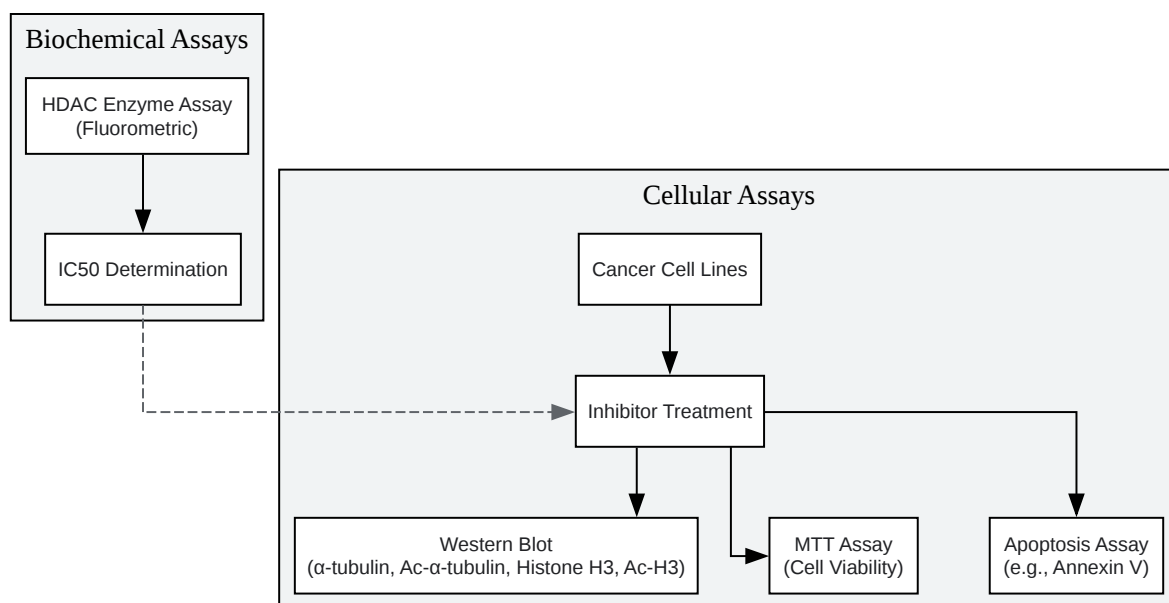 Biochemical Assays
HDAC Enzyme Assay
(Fluorometric)
IC50 Determination
Cellular Assays
Cancer Cell Lines
Inhibitor Treatment
Western Blot
(α-tubulin, Ac-α-tubulin, Histone H3, Ac-H3)
MTT Assay
(Cell Viability)
Apoptosis Assay
(e.g., Annexin V)